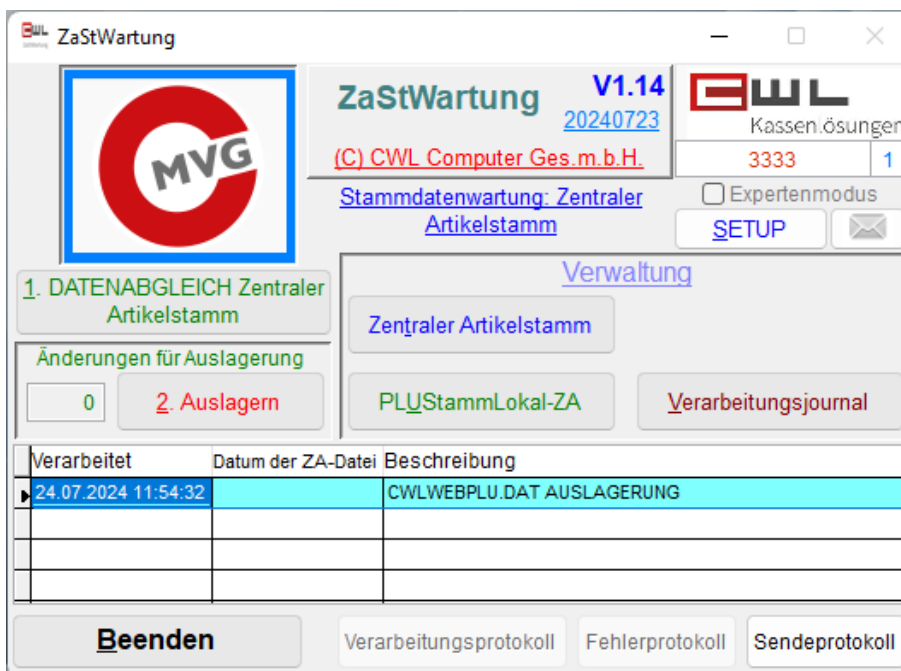 ZaStWartung
MVG
ZaStWartung V1.14
20240723
(C) CWL Computer Ges.m.b.H.
CWL
Kassenlösungen
3333 1
Stammdatenwartung: Zentraler
Artikelstamm
Expertenmodus
SETUP
1. DATENABGLEICH Zentraler
Artikelstamm
Änderungen für Auslagerung
0 2. Auslagern
Verwaltung
Zentraler Artikelstamm
PLUStammLokal-ZA Verarbeitungsjournal
Verarbeitet Datum der ZA-Datei Beschreibung
24.07.2024 11:54:32 CWLWEBPLU.DAT AUSLAGERUNG
Beenden Verarbeitungsprotokoll Fehlerprotokoll Sendeprotokoll